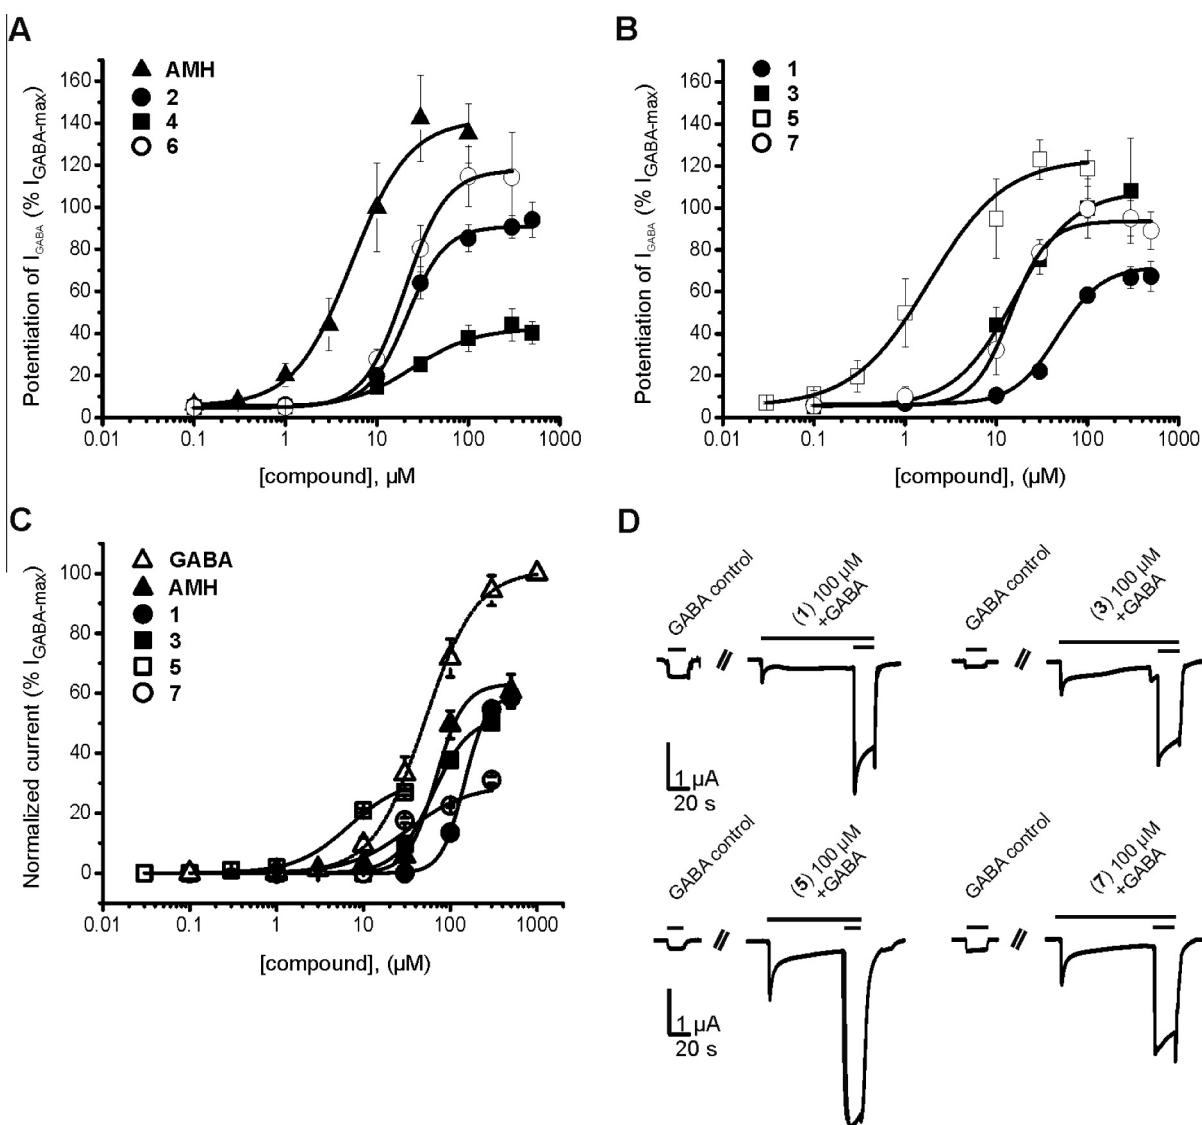 A
AMH
2
4
6
Potentiation of I GABA (% I GABA-max)
160
140
120
100
80
60
40
20
0
0.01 0.1 1 10 100 1000
[compound], µM
B
1
3
5
7
Potentiation of I GABA (% I GABA-max)
160
140
120
100
80
60
40
20
0
0.01 0.1 1 10 100 1000
[compound], (µM)
C
GABA
AMH
1
3
5
7
Normalized current (% I GABA-max)
100
80
60
40
20
0
0.01 0.1 1 10 100 1000
[compound], (µM)
D
GABA control
(1) 100 µM
+GABA
GABA control
(3) 100 µM
+GABA
1 µA
20 s
GABA control
(5) 100 µM
+GABA
GABA control
(7) 100 µM
+GABA
1 µA
20 s